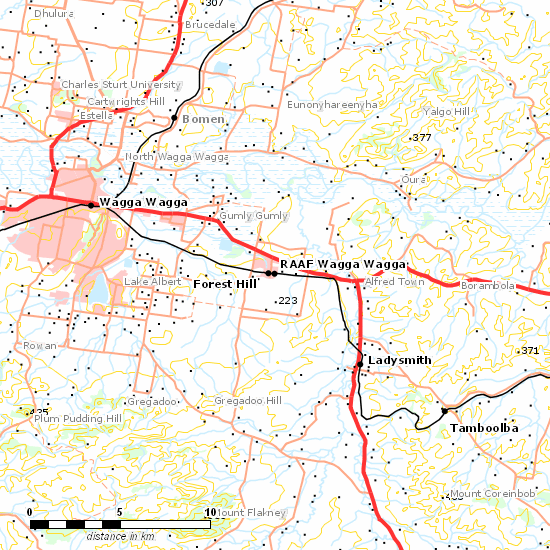 307
Dhulura
Brucedale
Charles Sturt University
Cartwrights Hill
Eunonyhareenyha
Yalgo Hill
Estella
Bomen
377
North Wagga Wagga
Oura
Wagga Wagga
Gumly Gumly
RAAF Wagga Wagga
Lake Albert
Forest Hill
Alfred Town
Borambola
223
Rowan
371
Ladysmith
Gregadoo
Gregadoo Hill
435
Plum Pudding Hill
Tamboolba
Mount Coreinbob
0 5 10
Mount Flakney
distance in km